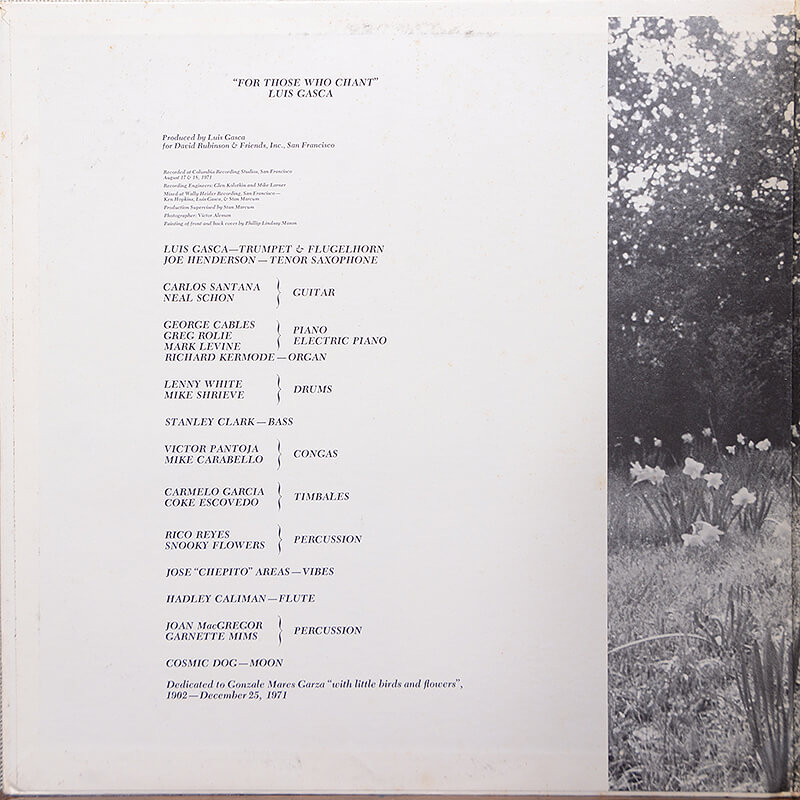 "FOR THOSE WHO CHANT"
LUIS GASCA
Produced by Luis Gasca
for David Rubinson & Friends, Inc., San Francisco
Recorded at Columbia Recording Studios, San Francisco
August 17 & 18, 1971
Recording Engineers: Glen Kolotkin and Mike Larner
Mixed at Wally Heider Recording, San Francisco—
Ken Hopkins, Luis Gasca, & Stan Marcum
Production Supervised by Stan Marcum
Photographer: Victor Aleman
Painting of front and back cover by Phillip Lindsay Mason
LUIS GASCA—TRUMPET & FLUGELHORN
JOE HENDERSON—TENOR SAXOPHONE
CARLOS SANTANA
NEAL SCHON
GUITAR
GEORGE CABLES
GREG ROLIE
MARK LEVINE
PIANO
ELECTRIC PIANO
RICHARD KERMODE—ORGAN
LENNY WHITE
MIKE SHRIEVE
DRUMS
STANLEY CLARK—BASS
VICTOR PANTOJA
MIKE CARABELLO
CONGAS
CARMELO GARCIA
COKE ESCOVEDO
TIMBALES
RICO REYES
SNOOKY FLOWERS
PERCUSSION
JOSE "CHEPITO" AREAS—VIBES
HADLEY CALIMAN—FLUTE
JOAN MacGREGOR
GARNETTE MIMS
PERCUSSION
COSMIC DOG—MOON
Dedicated to Gonzale Mares Garza "with little birds and flowers",
1902—December 25, 1971